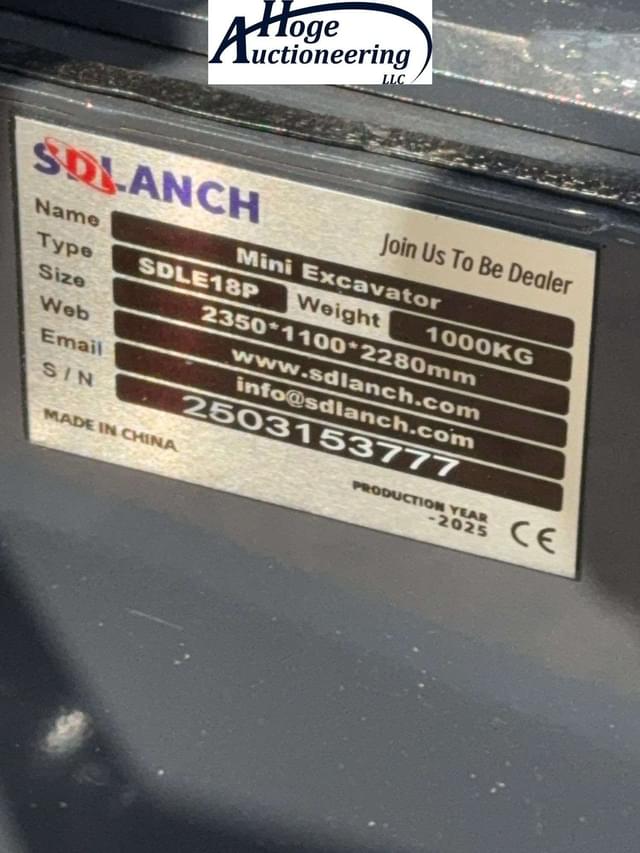 Hoge
Auctioneering
LLC
SDLANCH
Join Us To Be Dealer
Name Mini Excavator
Type SDLE18P Weight 1000KG
Size 2350*1100*2280mm
Web www.sdlanch.com
Email info@sdlanch.com
S/N 2503153777
MADE IN CHINA
PRODUCTION YEAR
-2025
CE